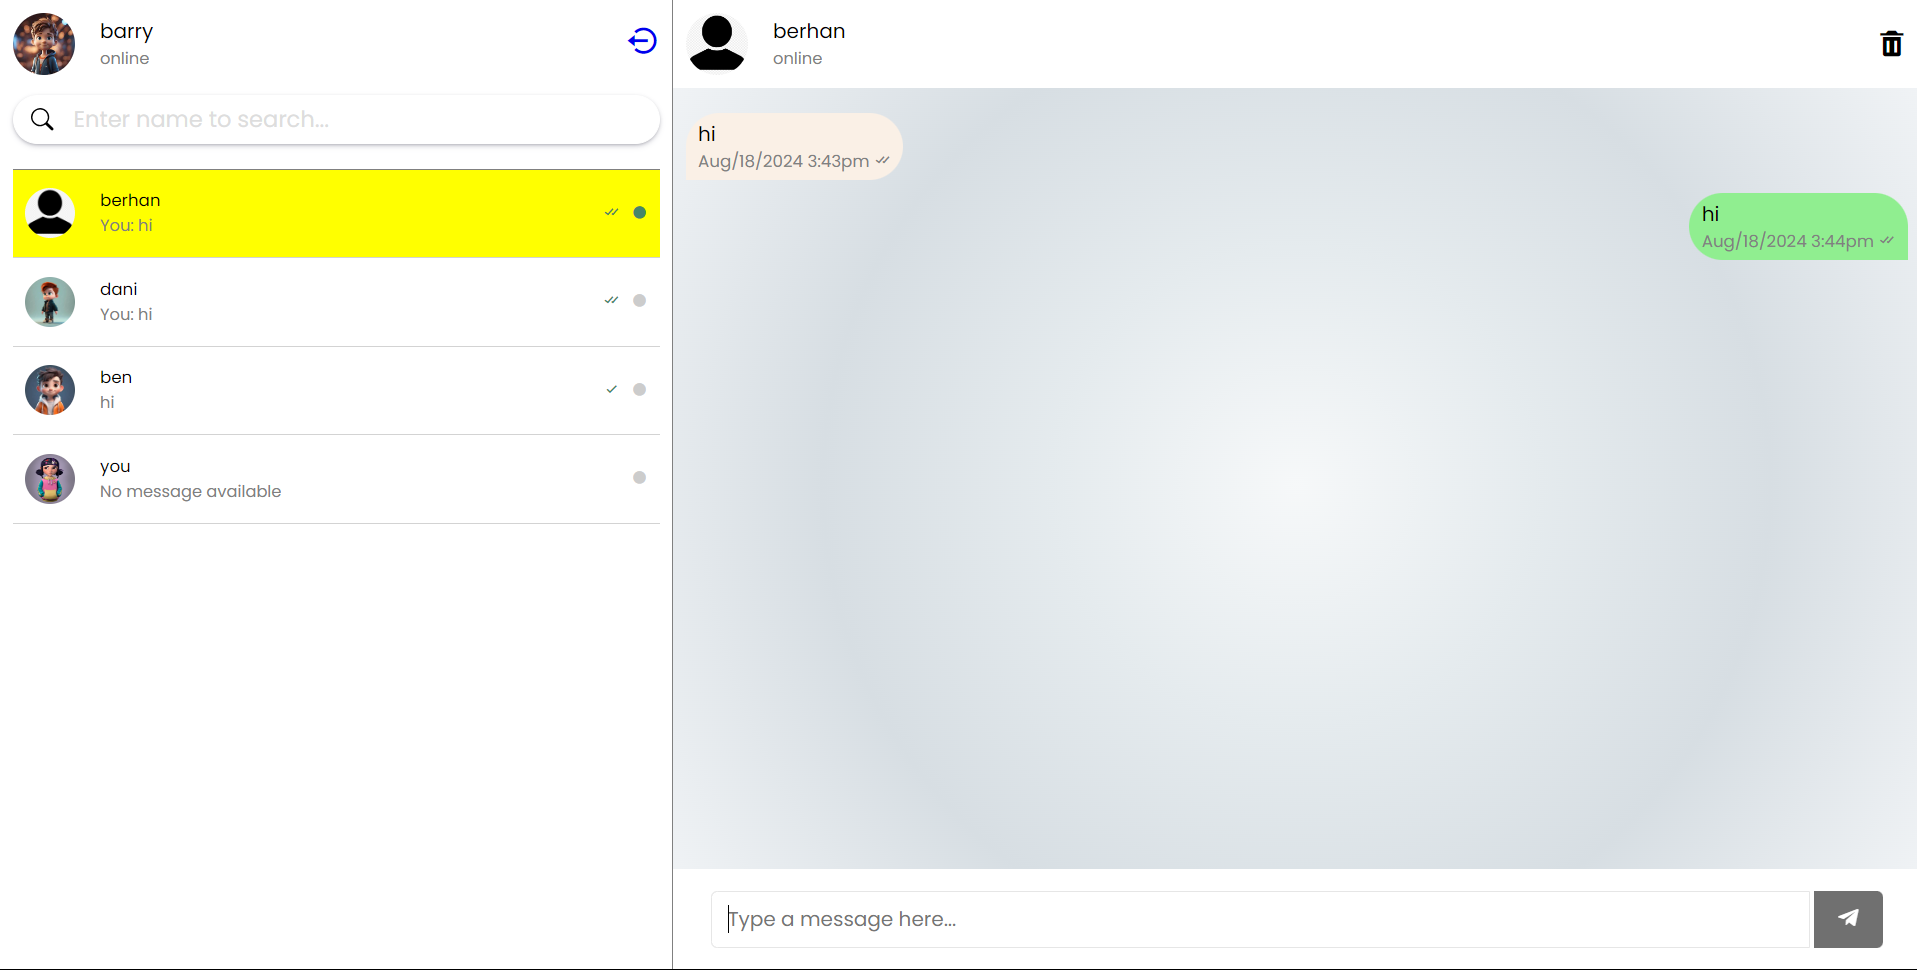 barry
online
Enter name to search...
berhan
You: hi
dani
You: hi
ben
hi
you
No message available
berhan
online
hi
Aug/18/2024 3:43pm
hi
Aug/18/2024 3:44pm
Type a message here...